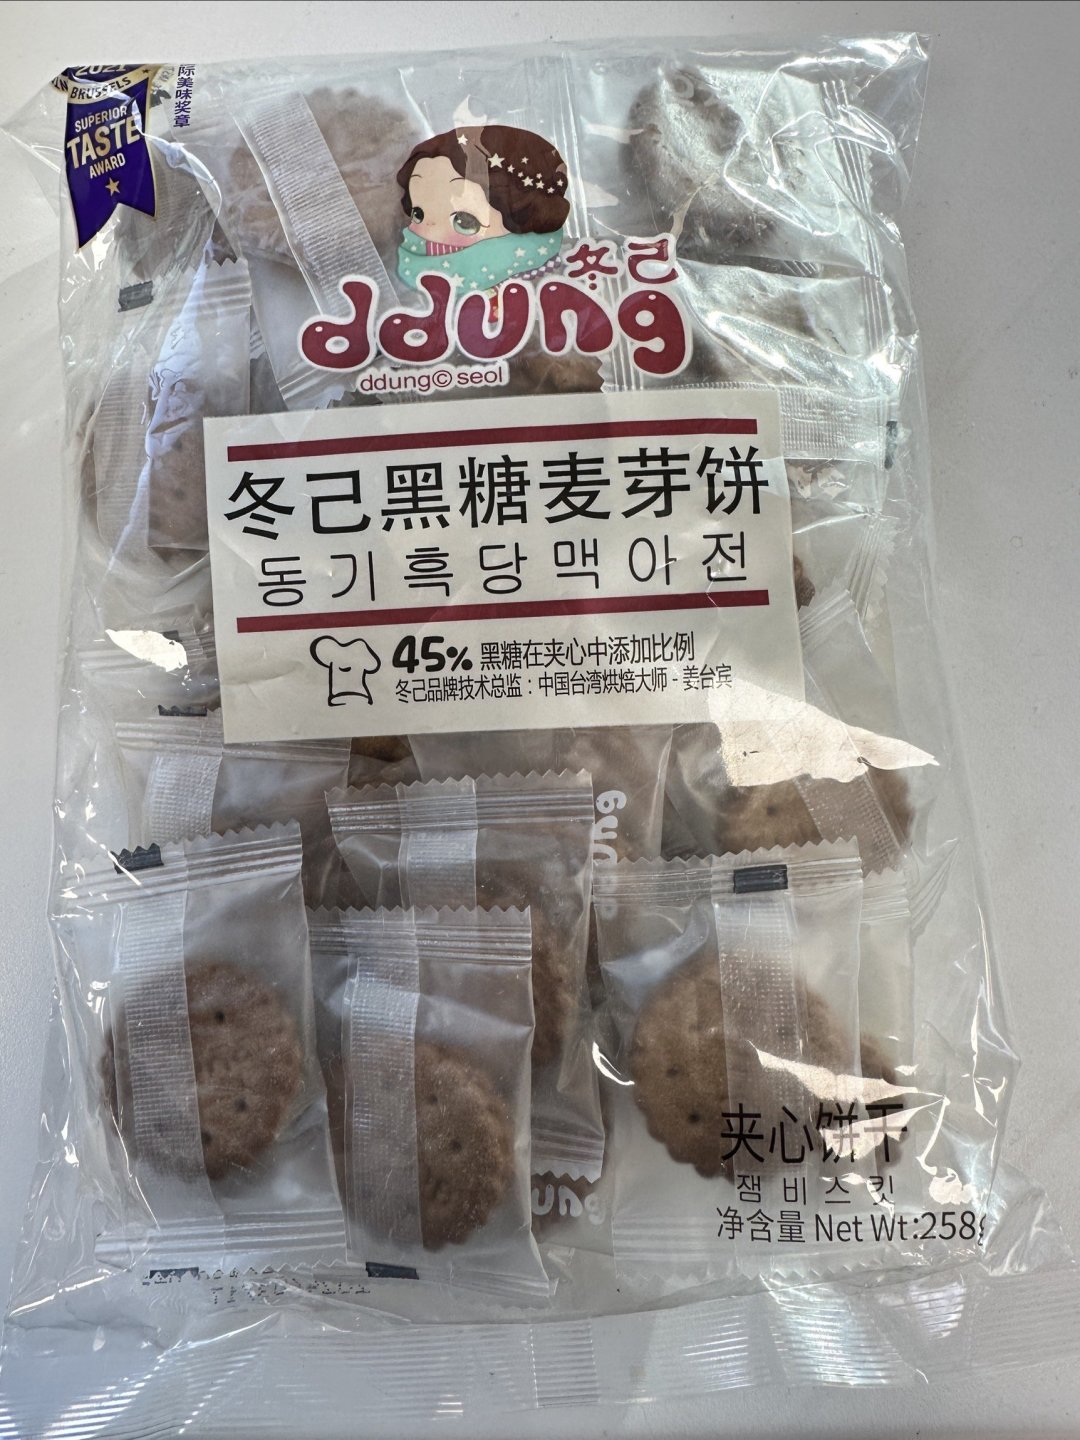 2021
BRUSSELS
SUPERIOR
TASTE
AWARD
际美味奖章
冬己
ddung
ddung© seol
冬己黑糖麦芽饼
동기흑당맥아전
45% 黑糖在夹心中添加比例
冬己品牌技术总监：中国台湾烘焙大师 - 姜台宾
夹心饼干
잼비스킷
净含量 Net Wt:258g